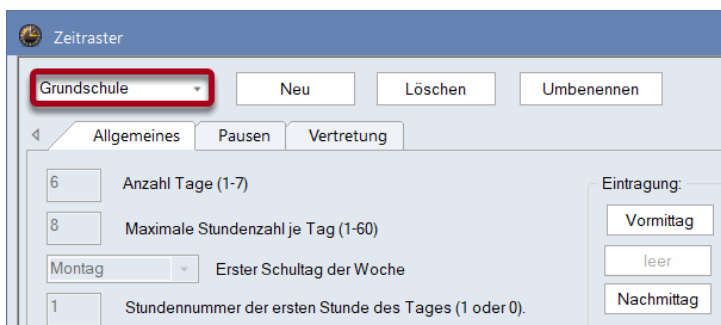 Zeitraster
Grundschule Neu Löschen Umbenennen
Allgemeines Pausen Vertretung
6 Anzahl Tage (1-7) Eintragung:
8 Maximale Stundenzahl je Tag (1-60) Vormittag
Montag Erster Schultag der Woche leer
1 Stundennummer der ersten Stunde des Tages (1 oder 0). Nachmittag